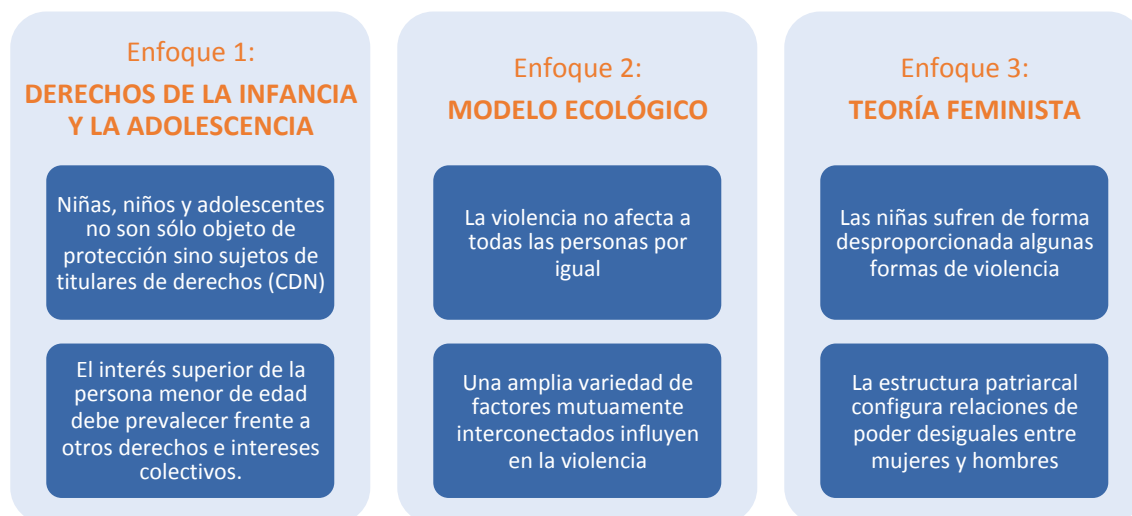 Enfoque 1:
DERECHOS DE LA INFANCIA
Y LA ADOLESCENCIA
Niñas, niños y adolescentes
no son sólo objeto de
protección sino sujetos de
titulares de derechos (CDN)
El interés superior de la
persona menor de edad
debe prevalecer frente a
otros derechos e intereses
colectivos.
Enfoque 2:
MODELO ECOLÓGICO
La violencia no afecta a
todas las personas por
igual
Una amplia variedad de
factores mutuamente
interconectados influyen
en la violencia
Enfoque 3:
TEORÍA FEMINISTA
Las niñas sufren de forma
desproporcionada algunas
formas de violencia
La estructura patriarcal
configura relaciones de
poder desiguales entre
mujeres y hombres